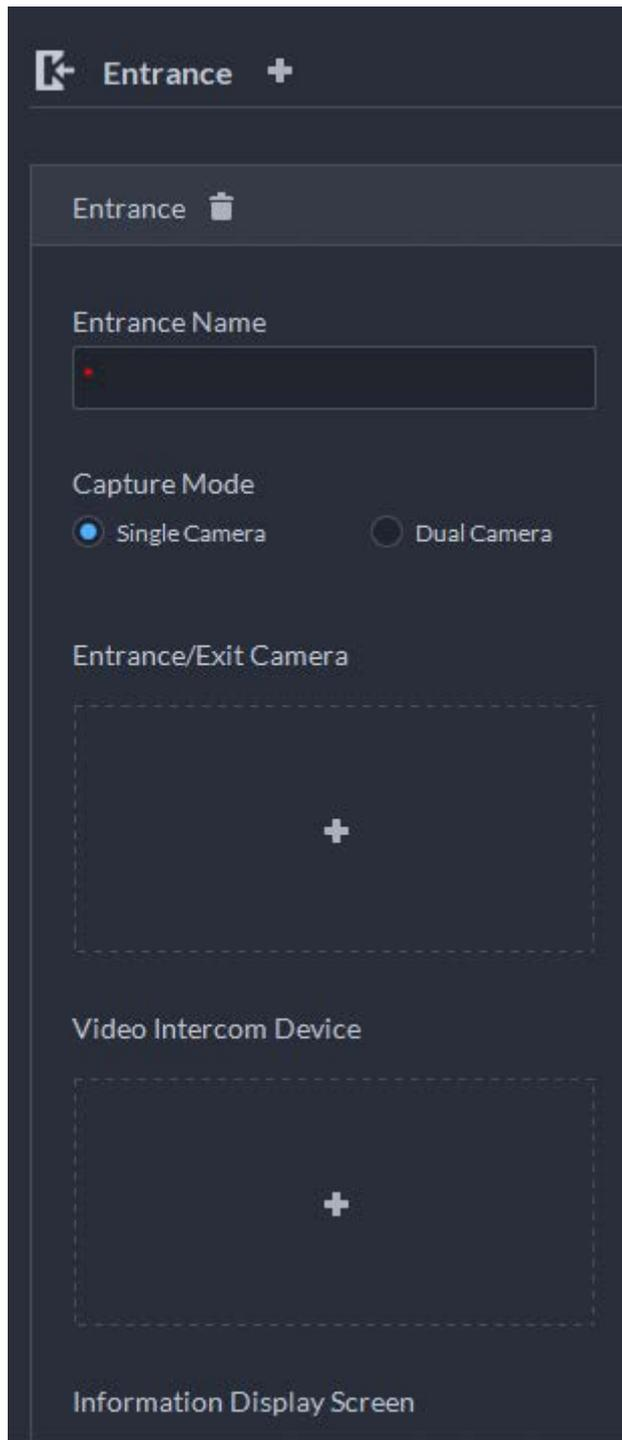 Entrance
Entrance
Entrance Name
*
Capture Mode
Single Camera Dual Camera
Entrance/Exit Camera
Video Intercom Device
Information Display Screen